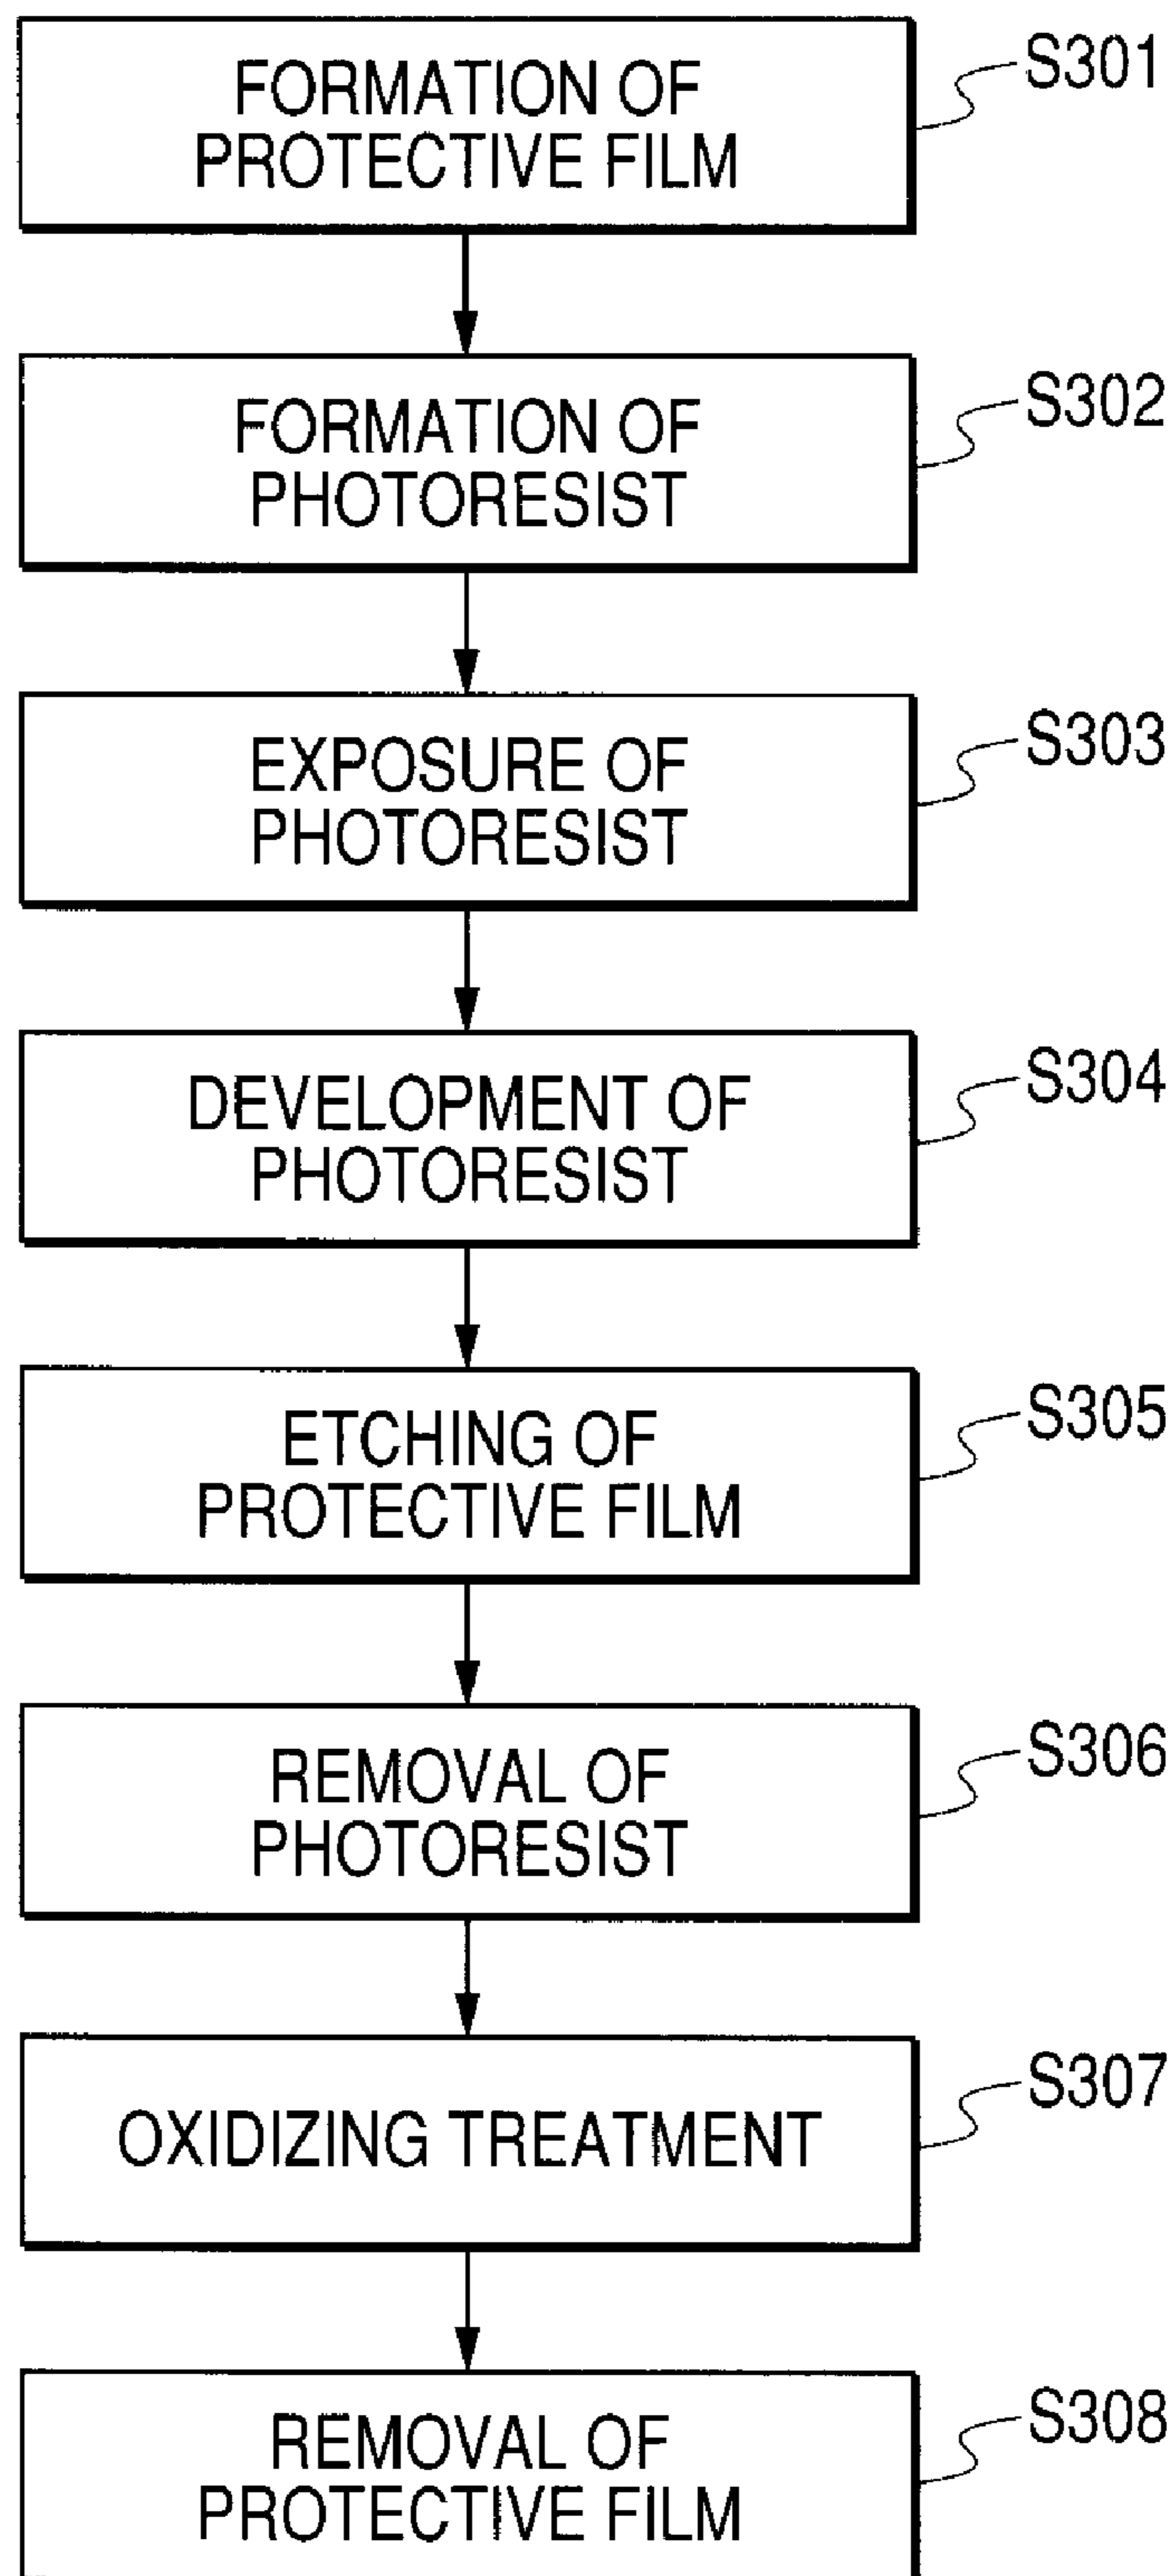 FORMATION OF
PROTECTIVE FILM
S301
FORMATION OF
PHOTORESIST
S302
EXPOSURE OF
PHOTORESIST
S303
DEVELOPMENT OF
PHOTORESIST
S304
ETCHING OF
PROTECTIVE FILM
S305
REMOVAL OF
PHOTORESIST
S306
OXIDIZING TREATMENT
S307
REMOVAL OF
PROTECTIVE FILM
S308